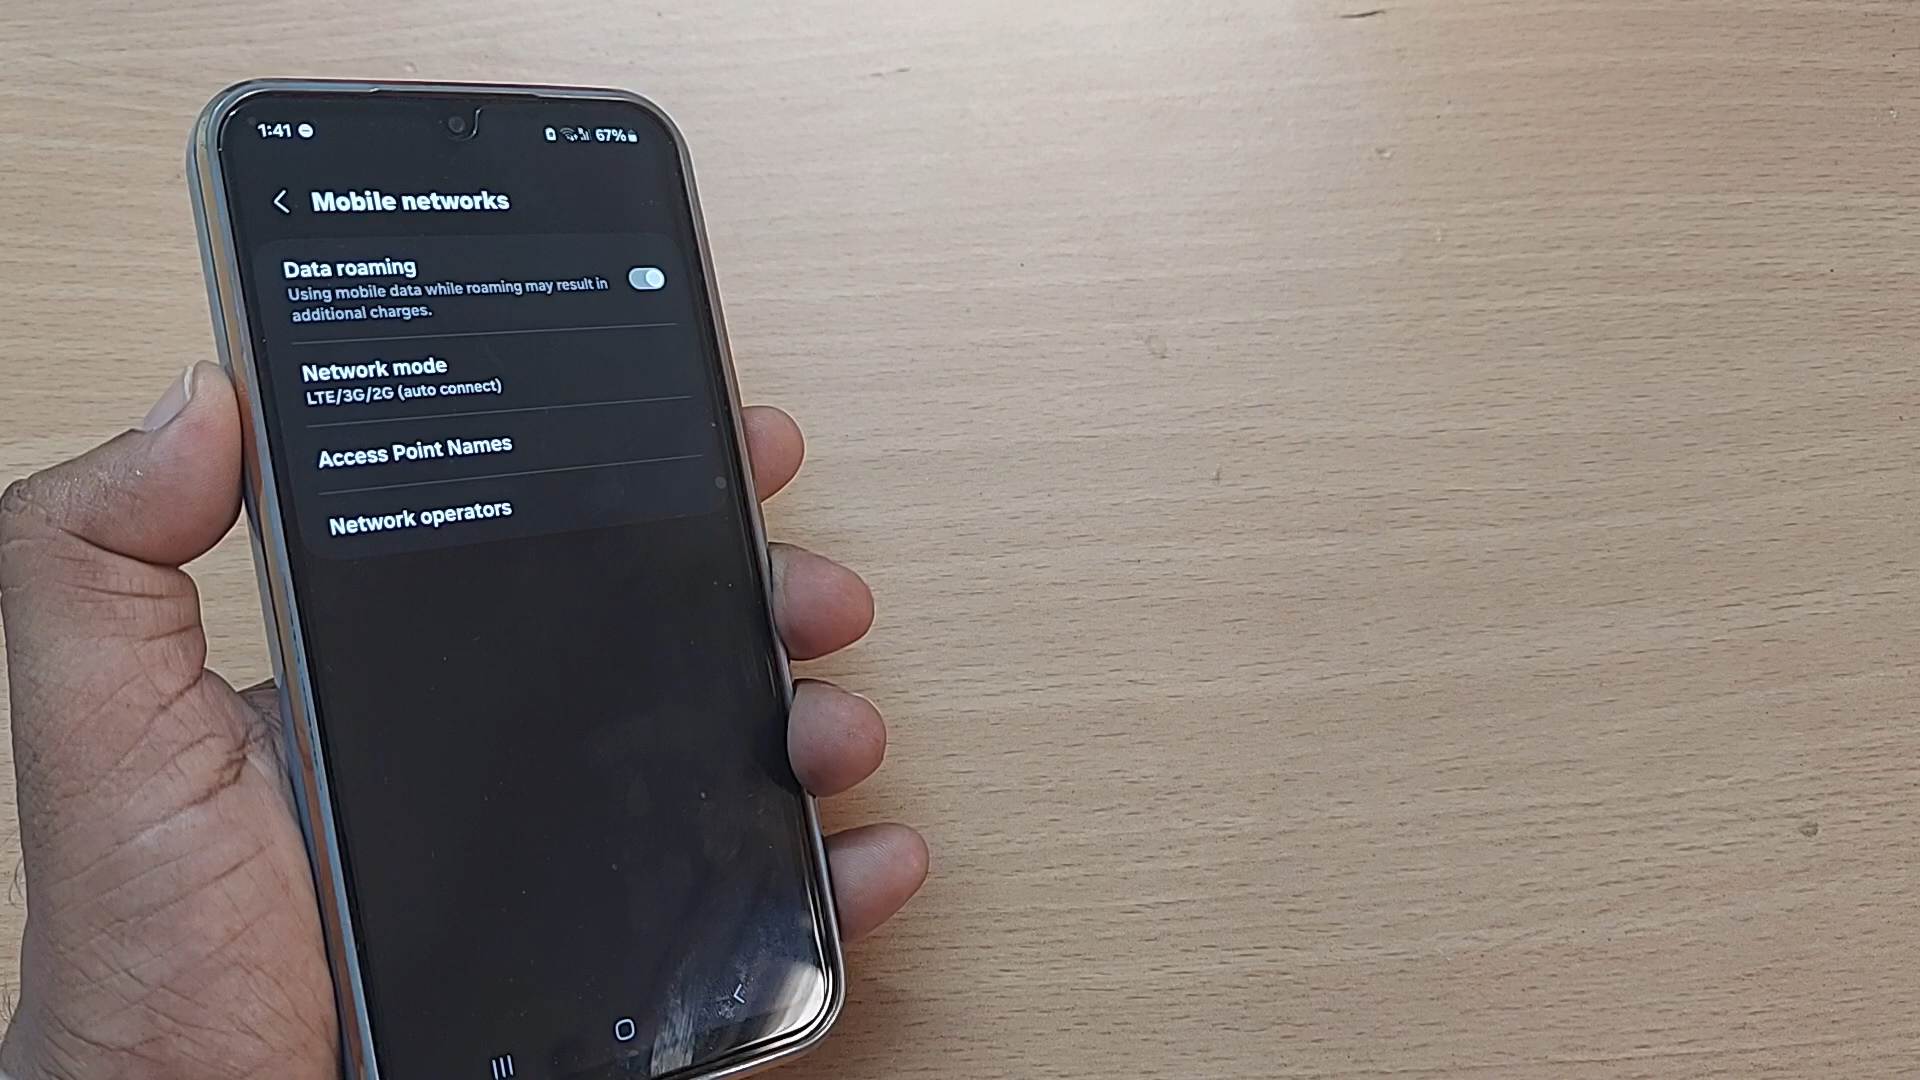 1:41
67%
Mobile networks
Data roaming
Using mobile data while roaming may result in
additional charges.
Network mode
LTE/3G/2G (auto connect)
Access Point Names
Network operators